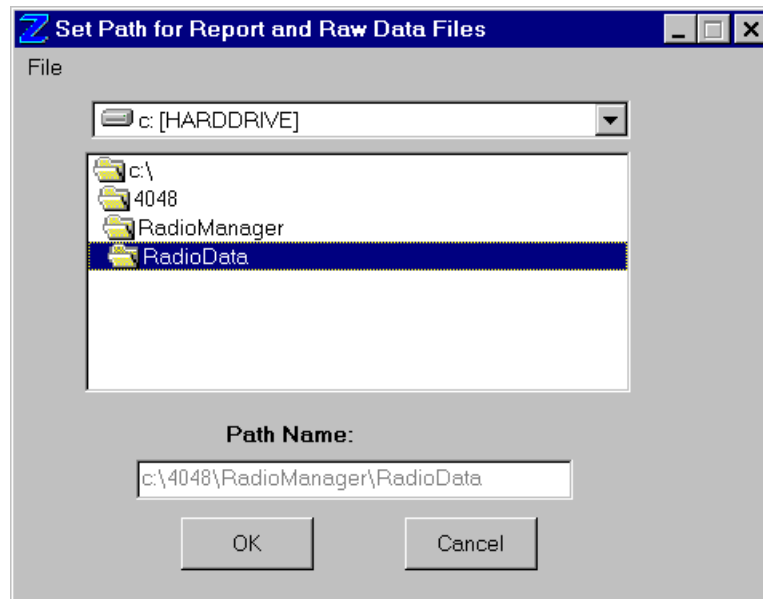 Set Path for Report and Raw Data Files
File
c: [HARDDRIVE]
c:\
4048
RadioManager
RadioData
Path Name:
c:\4048\RadioManager\RadioData
OK Cancel